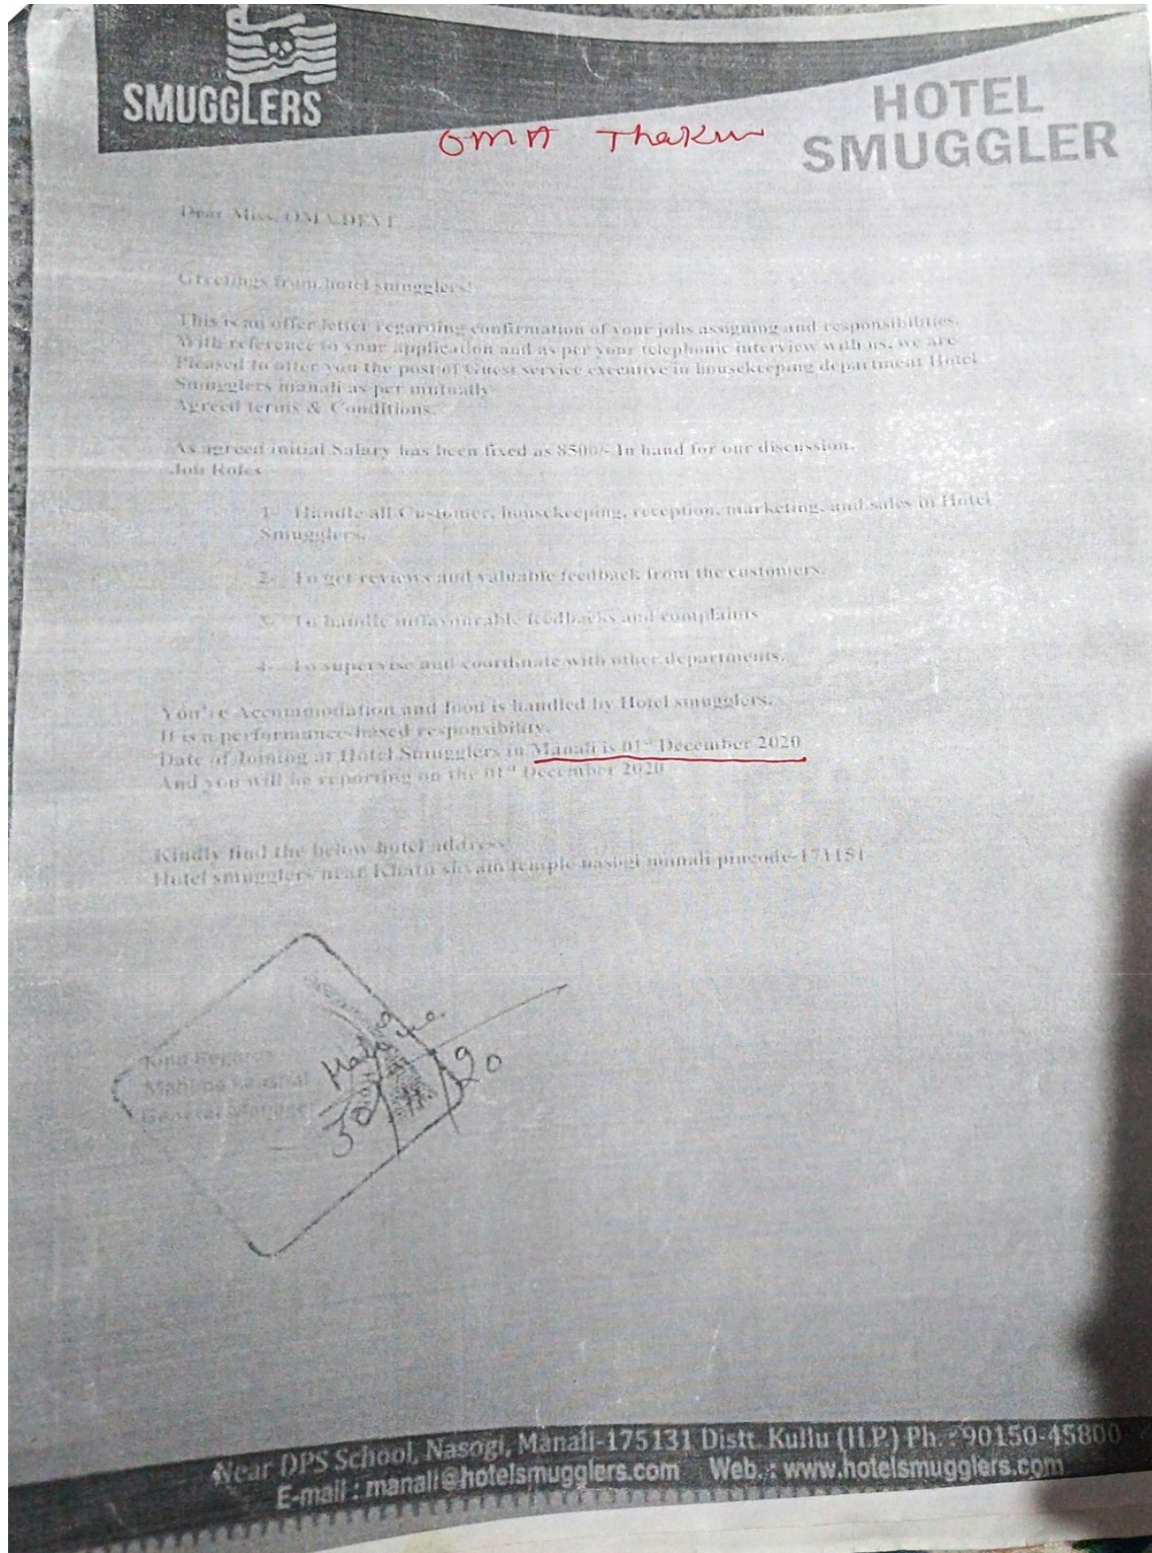 SMUGGLERS
HOTEL
SMUGGLER
OMA Thakur
Dear Miss. OMA DEVI
Greetings from hotel smugglers!
This is an offer letter regarding confirmation of your jobs assigning and responsibilities.
With reference to your application and as per your telephonic interview with us, we are
Pleased to offer you the post of Guest service executive in housekeeping department Hotel
Smugglers manali as per mutually
Agreed terms & Conditions.
As agreed initial Salary has been fixed as 8500/- In hand for our discussion.
Job Roles
1- Handle all Customer, housekeeping, reception, marketing, and sales in Hotel
Smugglers.
2- To get reviews and valuable feedback from the customers.
3- To handle unfavourable feedbacks and complaints
4- To supervise and coordinate with other departments.
You're Accommodation and food is handled by Hotel smugglers.
It is a performance based responsibility.
Date of Joining at Hotel Smugglers in Manali is 01st December 2020
And you will be reporting on the 01st December 2020
Kindly find the below hotel address
Hotel smugglers near Khatu shyam temple nasogi manali pincode-171151
Kind Regards
Mahima Kaushal
General Manager
30/11/20
Near DPS School, Nasogi, Manali-175131 Distt. Kullu (H.P.) Ph.: 90150-45800
E-mail : manali@hotelsmugglers.com Web.: www.hotelsmugglers.com